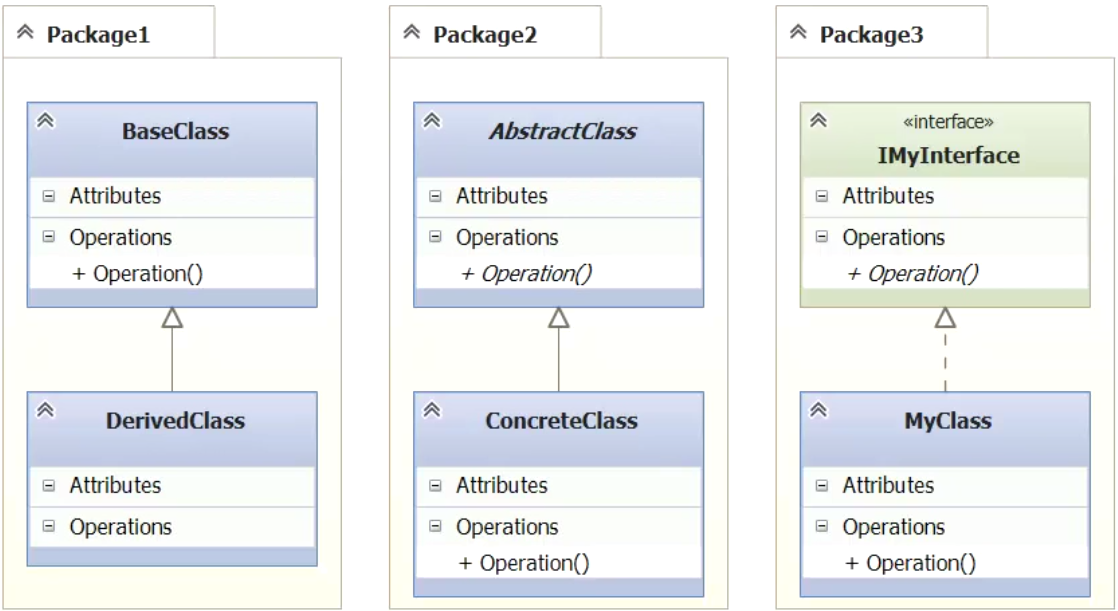 Package1
BaseClass
Attributes
Operations
+ Operation()
DerivedClass
Attributes
Operations
Package2
AbstractClass
Attributes
Operations
+ Operation()
ConcreteClass
Attributes
Operations
+ Operation()
Package3
«interface»
IMyInterface
Attributes
Operations
+ Operation()
MyClass
Attributes
Operations
+ Operation()